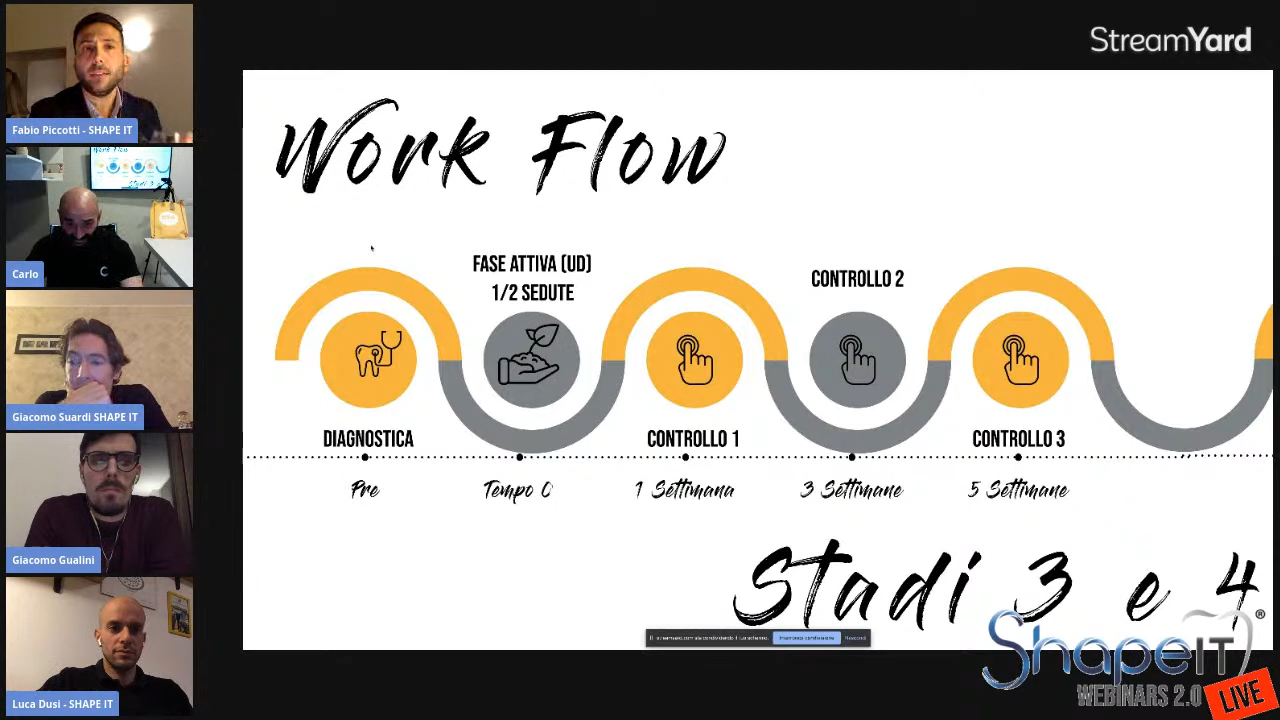 StreamYard
Fabio Piccotti - SHAPE IT
Carlo
Giacomo Suardi SHAPE IT
Giacomo Gualini
Luca Dusi - SHAPE IT
Work Flow
FASE ATTIVA (UD)
1/2 SEDUTE
CONTROLLO 2
DIAGNOSTICA
CONTROLLO 1
CONTROLLO 3
Pre
Tempo 0
1 Settimana
3 Settimane
5 Settimane
Stadi 3 e 4
ShapeIT®
WEBINARS 2.0
LIVE